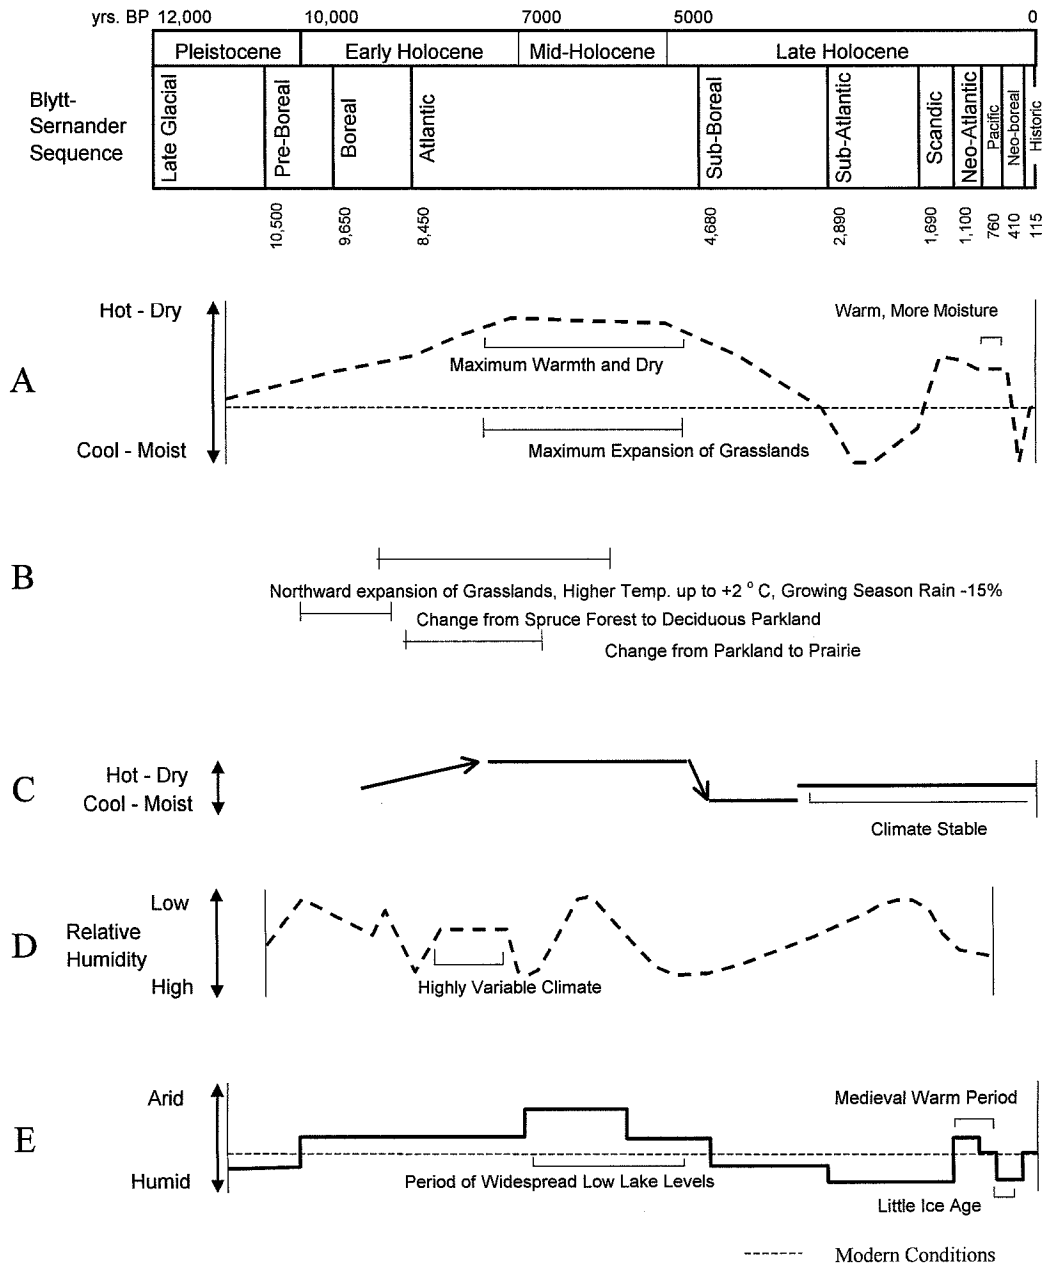 yrs. BP 12,000 10,000 7000 5000 0
Pleistocene Early Holocene Mid-Holocene Late Holocene
Blytt-
Sernander
Sequence
Late Glacial Pre-Boreal Boreal Atlantic Sub-Boreal Sub-Atlantic Scandic Neo-Atlantic Pacific Neo-boreal Historic
10,500 9,650 8,450 4,680 2,890 1,690 1,100 760 410 115
A
Hot - Dry
Warm, More Moisture
Maximum Warmth and Dry
Cool - Moist
Maximum Expansion of Grasslands
B
Northward expansion of Grasslands, Higher Temp. up to +2 ° C, Growing Season Rain -15%
Change from Spruce Forest to Deciduous Parkland
Change from Parkland to Prairie
C
Hot - Dry
Cool - Moist
Climate Stable
D
Low
Relative
Humidity
High
Highly Variable Climate
E
Arid
Medieval Warm Period
Humid
Period of Widespread Low Lake Levels
Little Ice Age
Modern Conditions